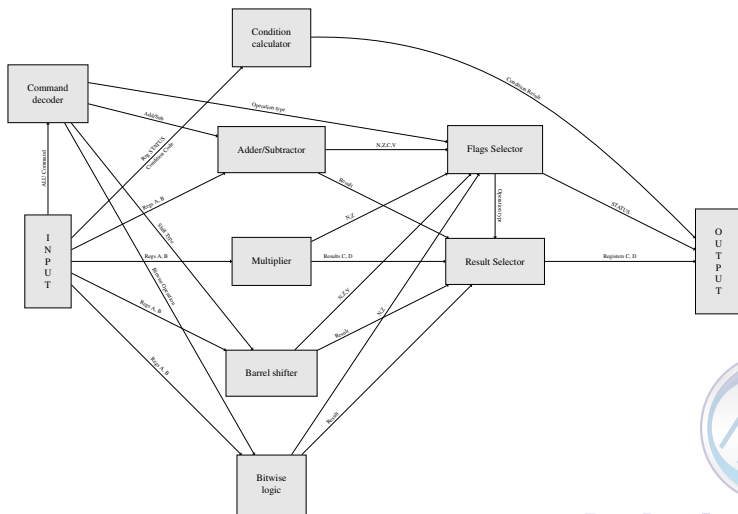 Condition
calculator
Command
decoder
Condition Result
Operation type
Add/Sub
Reg STATUS
Condition Code
Adder/Subtractor
N,Z,C,V
Flags Selector
ALU Command
Regs A, B
Result
N,Z
Operation type
STATUS
Shift Type
I
N
P
U
T
Regs A, B
Multiplier
Results C, D
Result Selector
Registers C, D
O
U
T
P
U
T
Bitwise Operation
Regs A, B
N,Z,V
N,Z
Result
Barrel shifter
Regs A, B
Result
Bitwise
logic